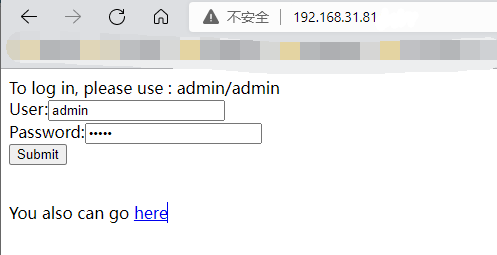 不安全 | 192.168.31.81
To log in, please use : admin/admin
User:admin
Password:•••••
Submit
You also can go here